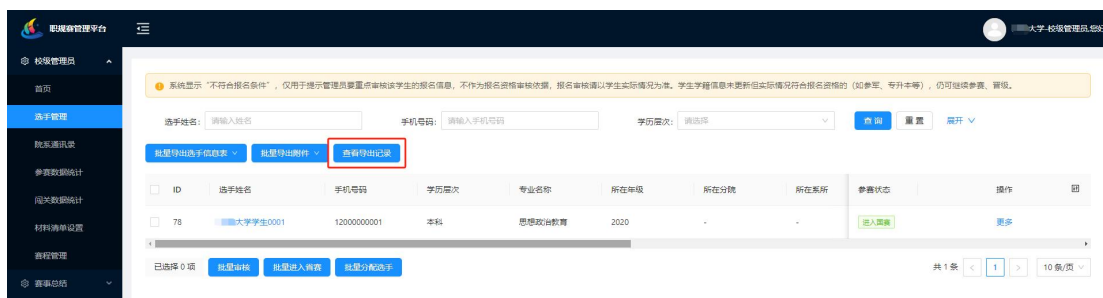 职规赛管理平台
大学-校级管理员,您好
校级管理员
首页
选手管理
院系通讯录
参赛数据统计
闯关数据统计
材料清单设置
赛程管理
赛事总结
系统显示“不符合报名条件”，仅用于提示管理员要重点审核该学生的报名信息，不作为报名资格审核依据，报名审核请以学生实际情况为准。学生学籍信息未更新但实际情况符合报名资格的（如参军、专升本等），仍可继续参赛、晋级。
选手姓名: 请输入姓名 手机号码: 请输入手机号码 学历层次: 请选择 查询 重置 展开
批量导出选手信息表 批量导出附件 查看导出记录
ID 选手姓名 手机号码 学历层次 专业名称 所在年级 所在分院 所在系所 参赛状态 操作
78 大学学生0001 12000000001 本科 思想政治教育 2020 - - 进入国赛 更多
已选择 0 项 批量审核 批量进入省赛 批量分配选手 共 1 条 < 1 > 10 条/页